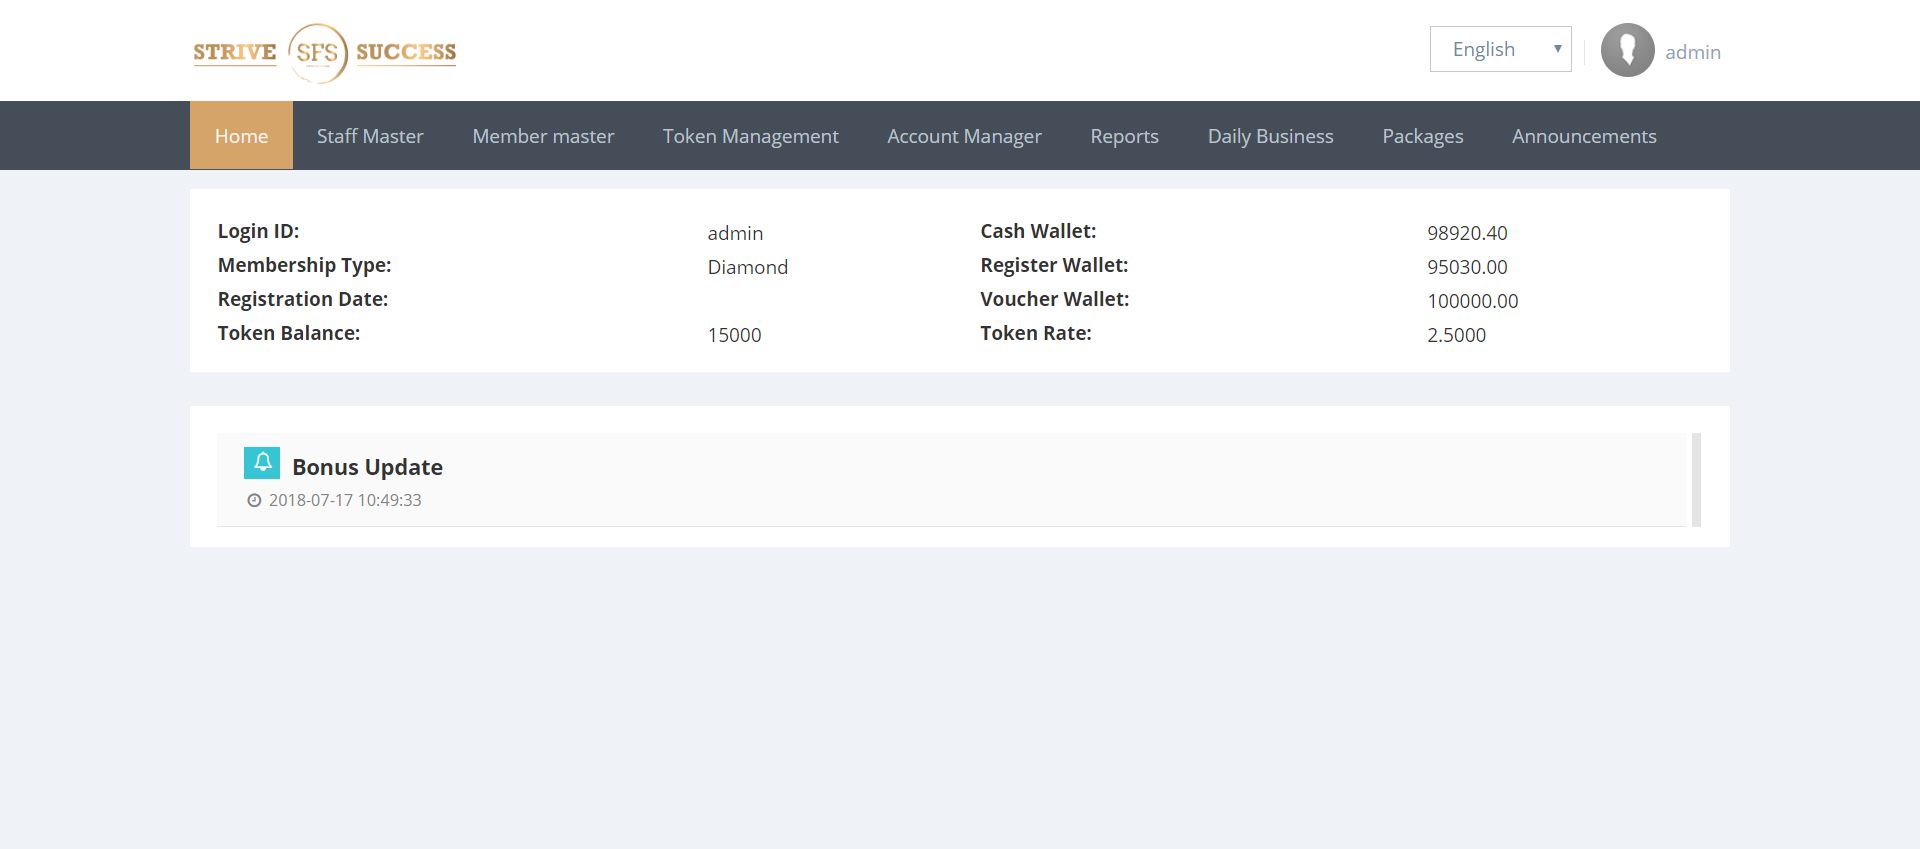 STRIVE SFS SUCCESS
English
admin
Home Staff Master Member master Token Management Account Manager Reports Daily Business Packages Announcements
Login ID: admin Cash Wallet: 98920.40
Membership Type: Diamond Register Wallet: 95030.00
Registration Date: Voucher Wallet: 100000.00
Token Balance: 15000 Token Rate: 2.5000
Bonus Update
2018-07-17 10:49:33